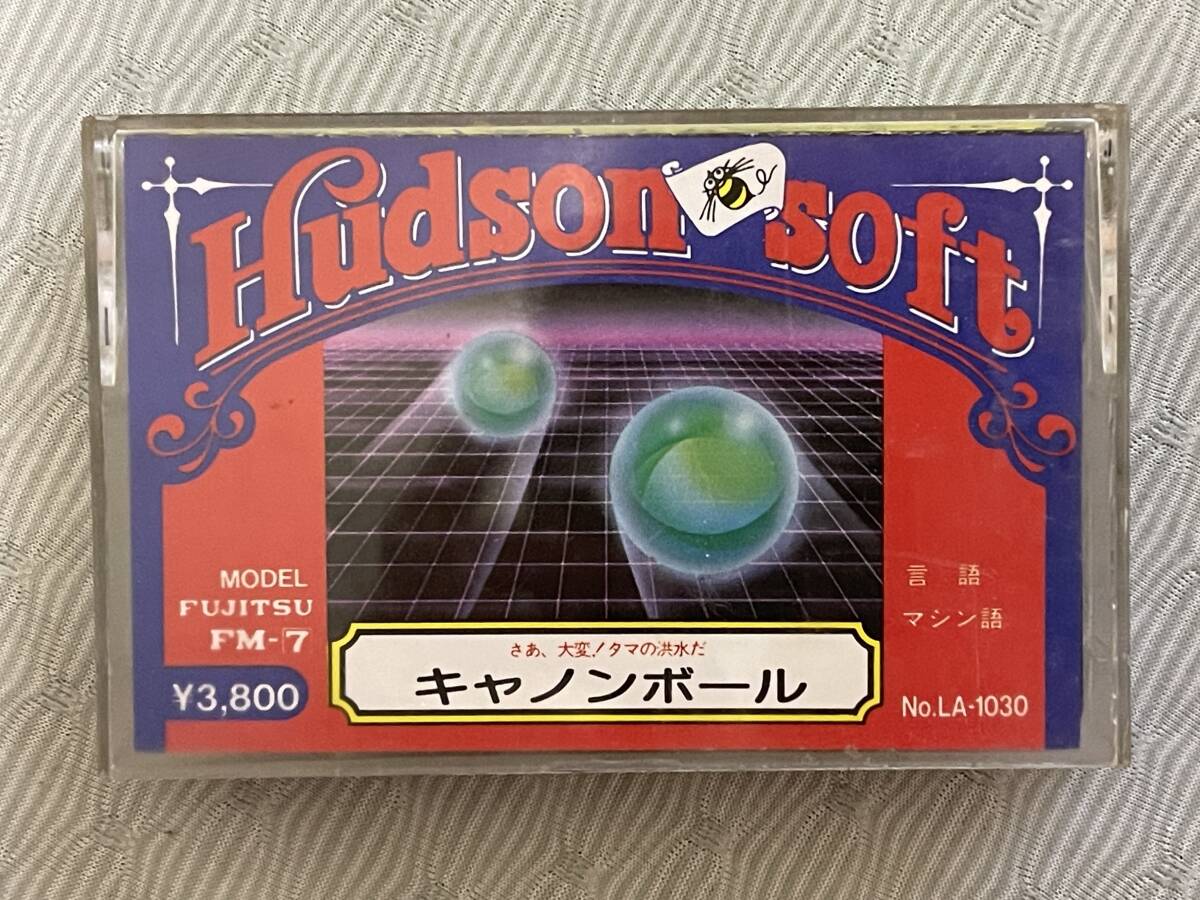 Hudson soft
MODEL
FUJITSU
FM-7
¥3,800
さあ、大変!タマの洪水だ
キャノンボール
言語
マシン語
No.LA-1030